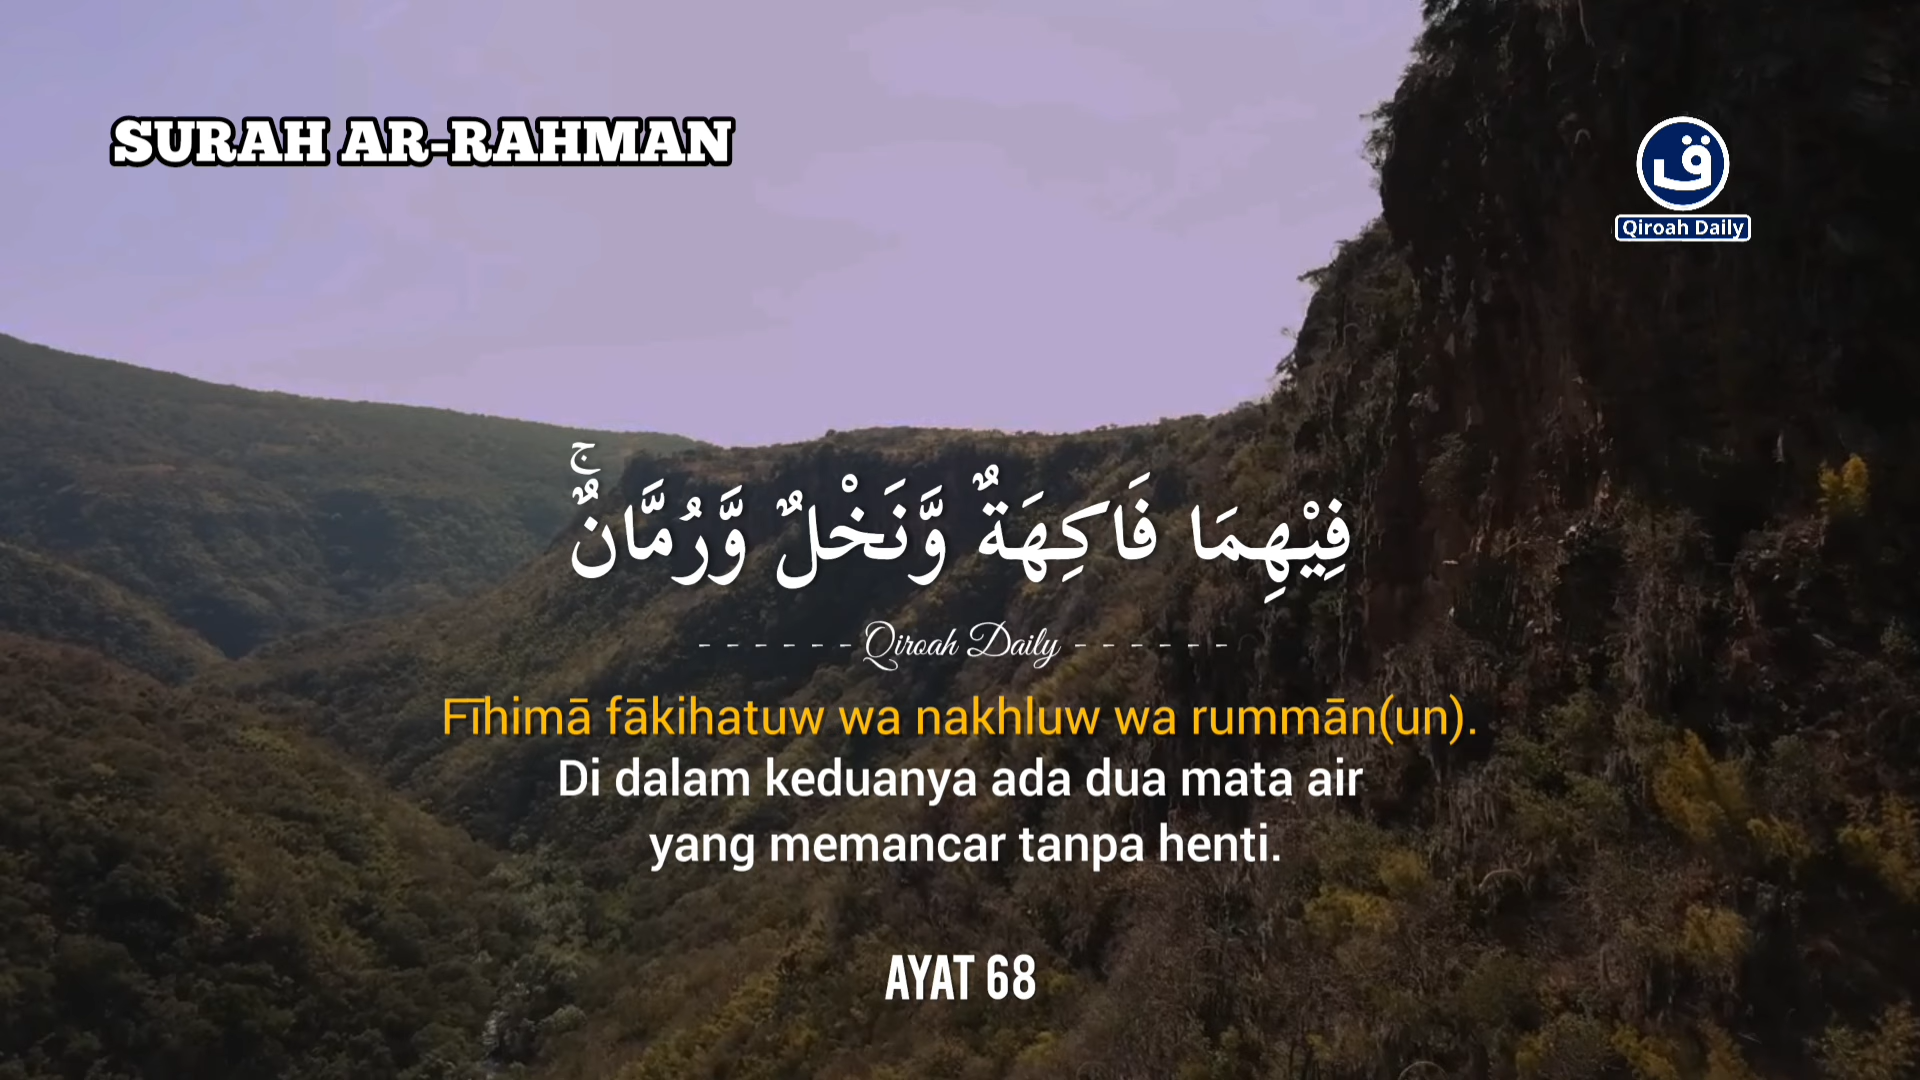 SURAH AR-RAHMAN
ق
Qiroah Daily
فِيْهِمَا فَاكِهَةٌ وَّنَخْلٌ وَّرُمَّانٌۚ
- - - - - - Qiroah Daily - - - - - -
Fīhimā fākihatuw wa nakhluw wa rummān(un).
Di dalam keduanya ada dua mata air
yang memancar tanpa henti.
AYAT 68